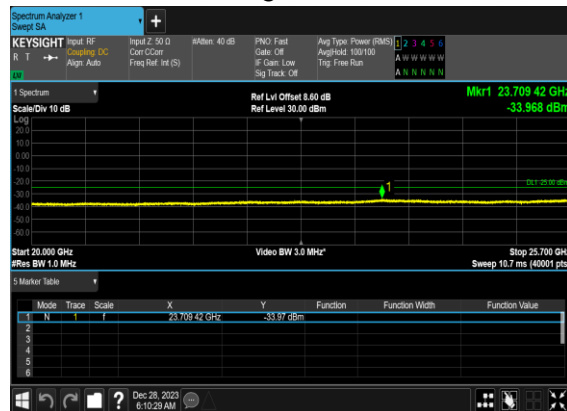 Spectrum Analyzer 1
Swept SA
+
KEYSIGHT Input: RF Input Z: 50 Ω #Atten: 40 dB PNO: Fast Avg Type: Power (RMS) 1 2 3 4 5 6
R T Coupling: DC Corr CCorr Gate: Off Avg|Hold: 100/100 A W W W W W
Align: Auto Freq Ref: Int (S) IF Gain: Low Trig: Free Run
Sig Track: Off A N N N N N
1 Spectrum Ref Lvl Offset 8.60 dB Mkr1 23.709 42 GHz
Scale/Div 10 dB Ref Level 30.00 dBm -33.968 dBm
Log
20.0
10.0
0.00
-10.0
-20.0
1
-30.0
-40.0
-50.0
-60.0
Start 20.000 GHz Video BW 3.0 MHz* Stop 25.700 GHz
#Res BW 1.0 MHz Sweep 10.7 ms (40001 pts)
5 Marker Table
Mode Trace Scale X Y Function Function Width Function Value
1 N 1 f 23.709 42 GHz -33.97 dBm
2
3
4
5
6
? Dec 28, 2023
6:10:29 AM